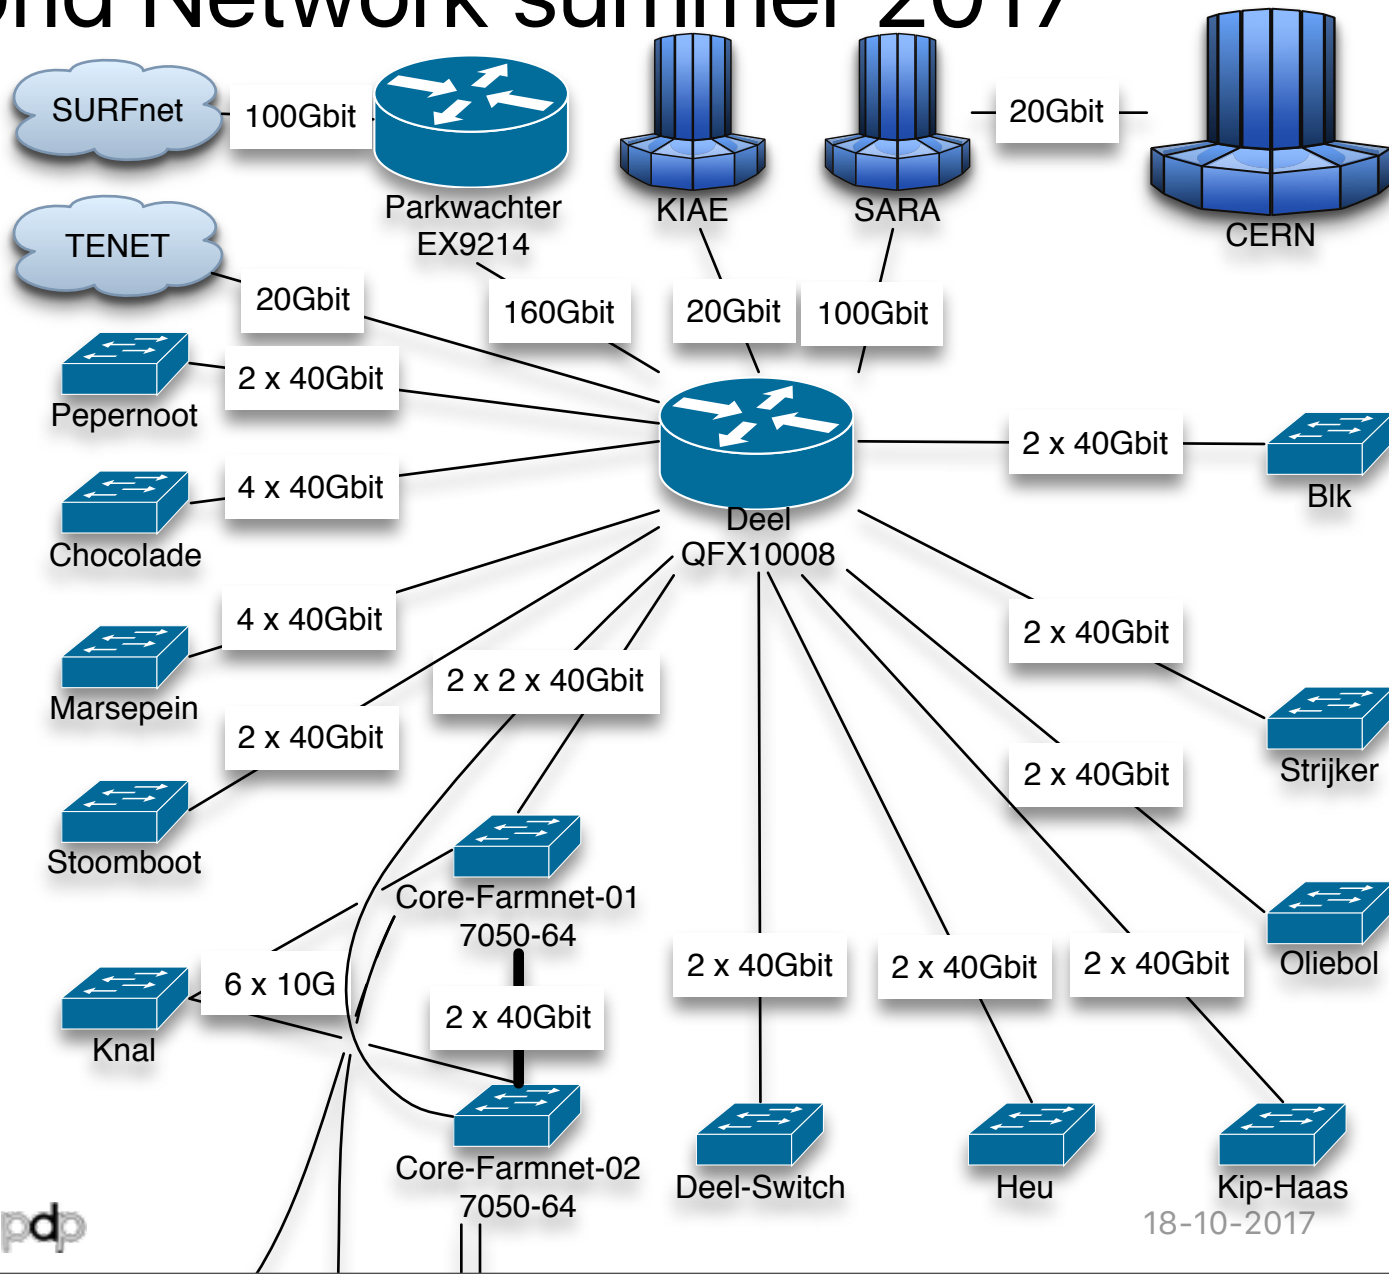 Network summer 2017
SURFnet
100Gbit
20Gbit
TENET
Parkwachter
EX9214
KIAE
SARA
CERN
20Gbit
160Gbit
20Gbit
100Gbit
2 x 40Gbit
Pepernoot
Deel
QFX10008
2 x 40Gbit
Blk
4 x 40Gbit
Chocolade
4 x 40Gbit
Marsepein
2 x 40Gbit
Stoomboot
2 x 2 x 40Gbit
2 x 40Gbit
Strijker
2 x 40Gbit
Oliebol
Core-Farmnet-01
7050-64
6 x 10G
Knal
2 x 40Gbit
2 x 40Gbit
2 x 40Gbit
2 x 40Gbit
Core-Farmnet-02
7050-64
Deel-Switch
Heu
Kip-Haas
pdp
18-10-2017